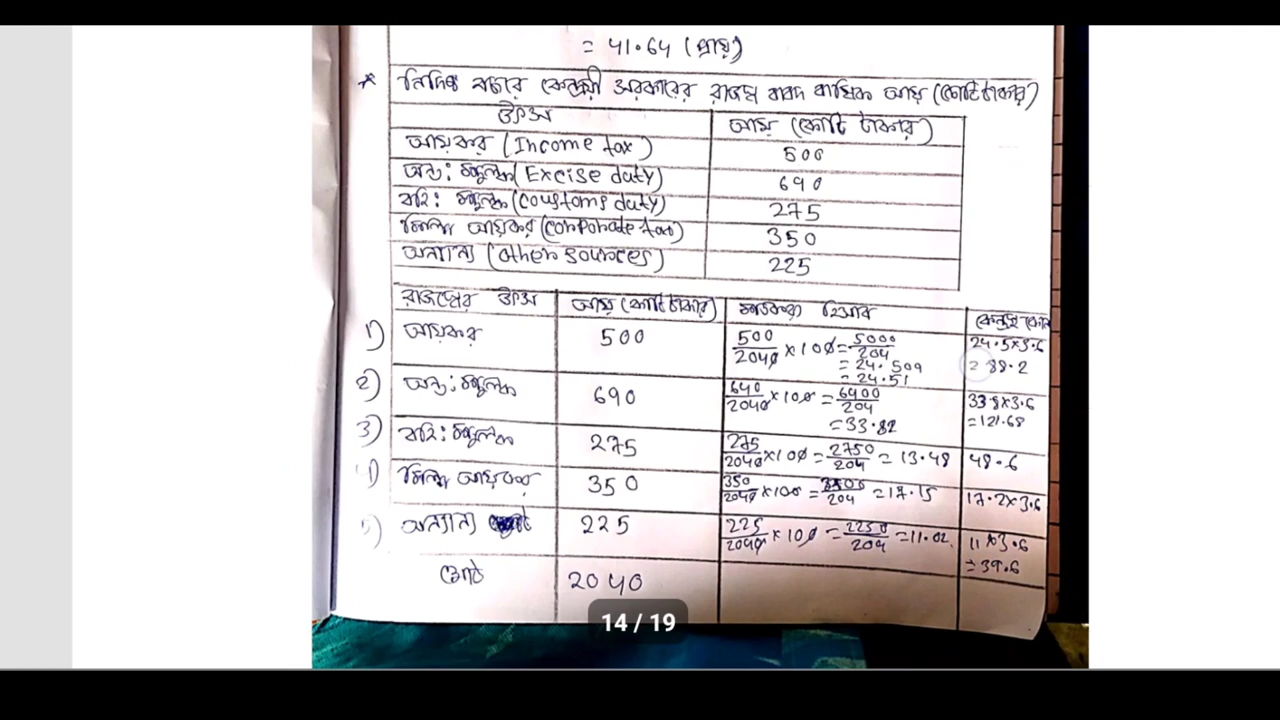 = 41.64 (প্রায়)
* নির্দিষ্ট বছরে কেন্দ্রীয় সরকারের রাজস্ব বাবদ বার্ষিক আয় (কোটি টাকার)
উৎস আয় (কোটি টাকার)
আয়কর (Income tax) 500
অন্ত: শুল্ক (Excise duty) 690
বহি: শুল্ক (Coustoms duty) 275
শিল্প আয়কর (Corporate tax) 350
অন্যান্য (Other sources) 225
রাজস্বের উৎস আয় (কোটি টাকার) শতকরা হিসাব
1) আয়কর 500 500/2040 × 100 = 5000/204 24.5×3.6
= 24.509 = 88.2
= 24.51
2) অন্ত: শুল্ক 690 640/2040 × 100 = 6900/204 33.8×3.6
= 33.82 = 121.68
3) বহি: শুল্ক 275 275/2040 × 100 = 2750/204 = 13.48 48.6
4) শিল্প আয়কর 350 350/2040 × 100 = 3500/204 = 17.15 17.2×3.6
5) অন্যান্য 225 225/2040 × 100 = 2250/204 = 11.02 11×3.6
= 39.6
মোট 2040
14 / 19